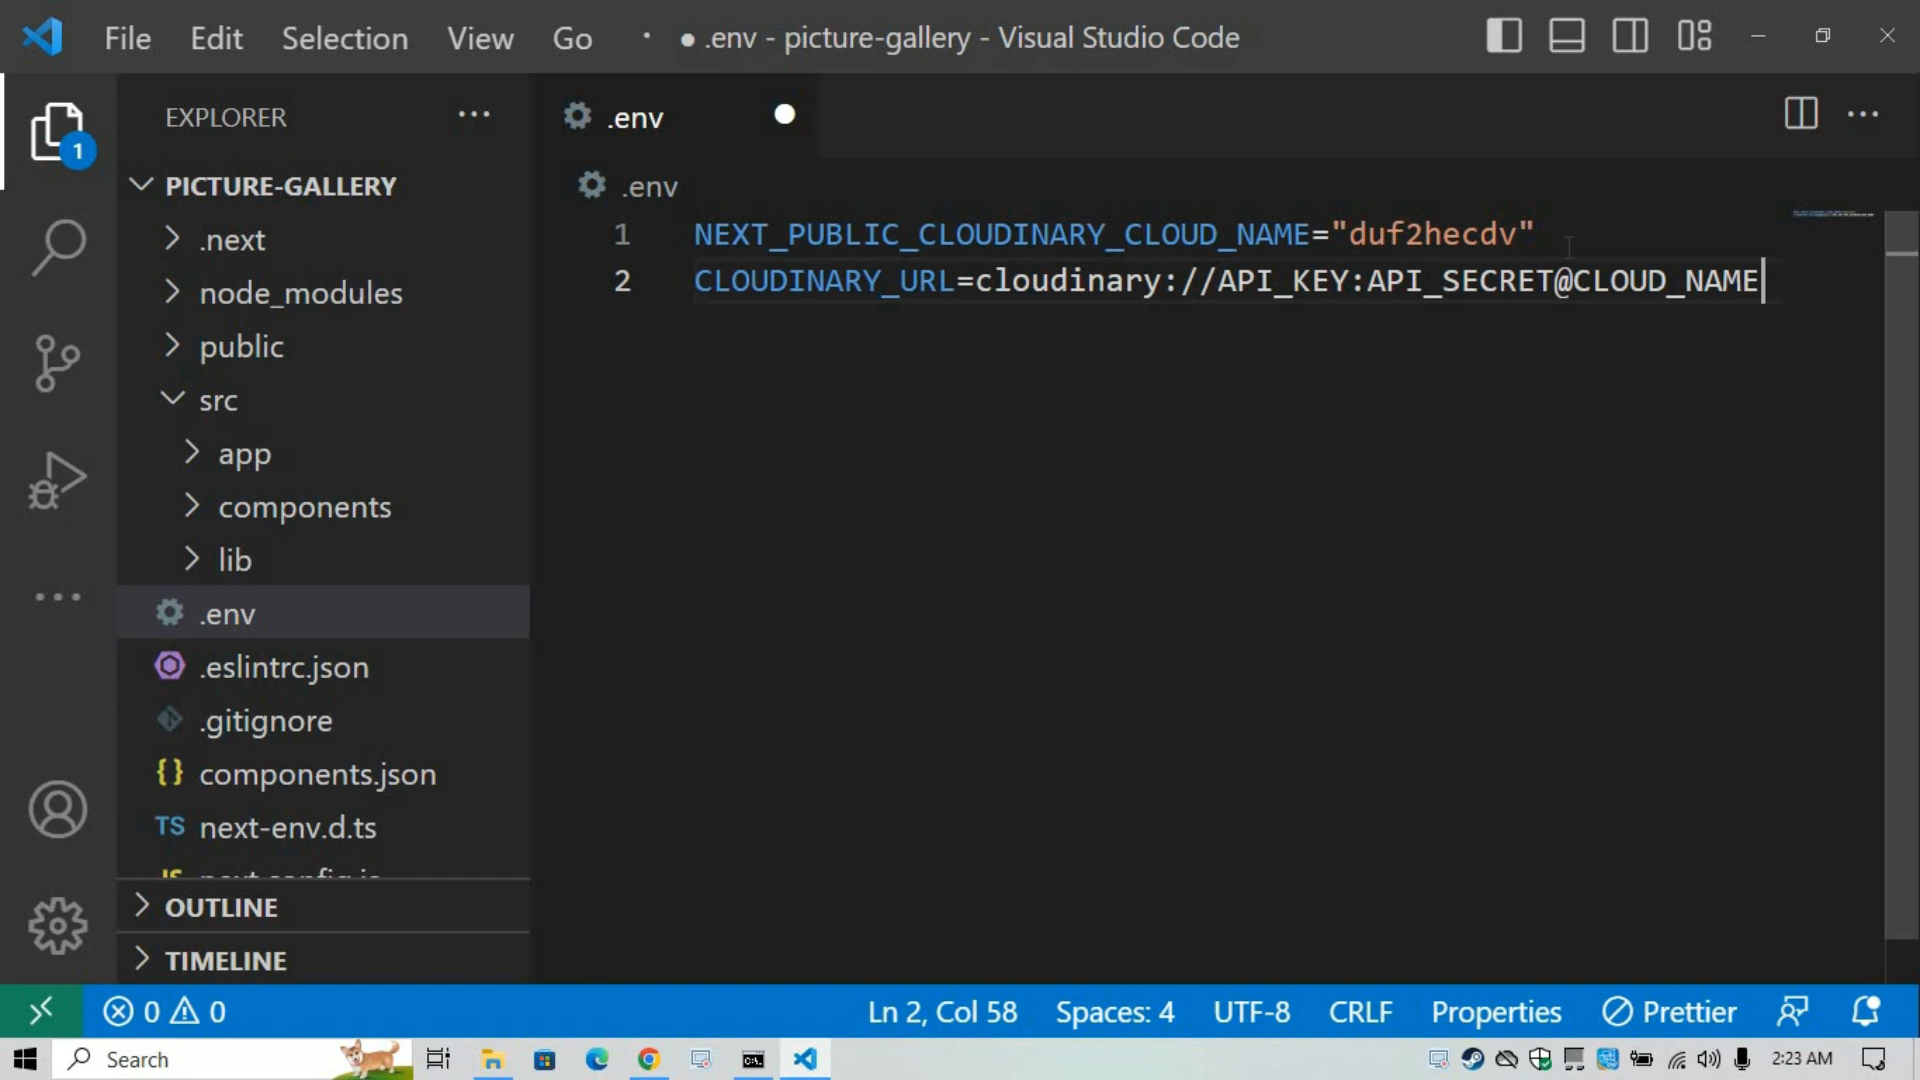 File Edit Selection View Go · ● .env - picture-gallery - Visual Studio Code
EXPLORER ···
.env
1
PICTURE-GALLERY
.env
.next
1 NEXT_PUBLIC_CLOUDINARY_CLOUD_NAME="duf2hecdv"
2 CLOUDINARY_URL=cloudinary://API_KEY:API_SECRET@CLOUD_NAME
node_modules
public
src
app
components
lib
.env
.eslintrc.json
.gitignore
{} components.json
TS next-env.d.ts
OUTLINE
TIMELINE
0 0 Ln 2, Col 58 Spaces: 4 UTF-8 CRLF Properties Prettier
Search 2:23 AM